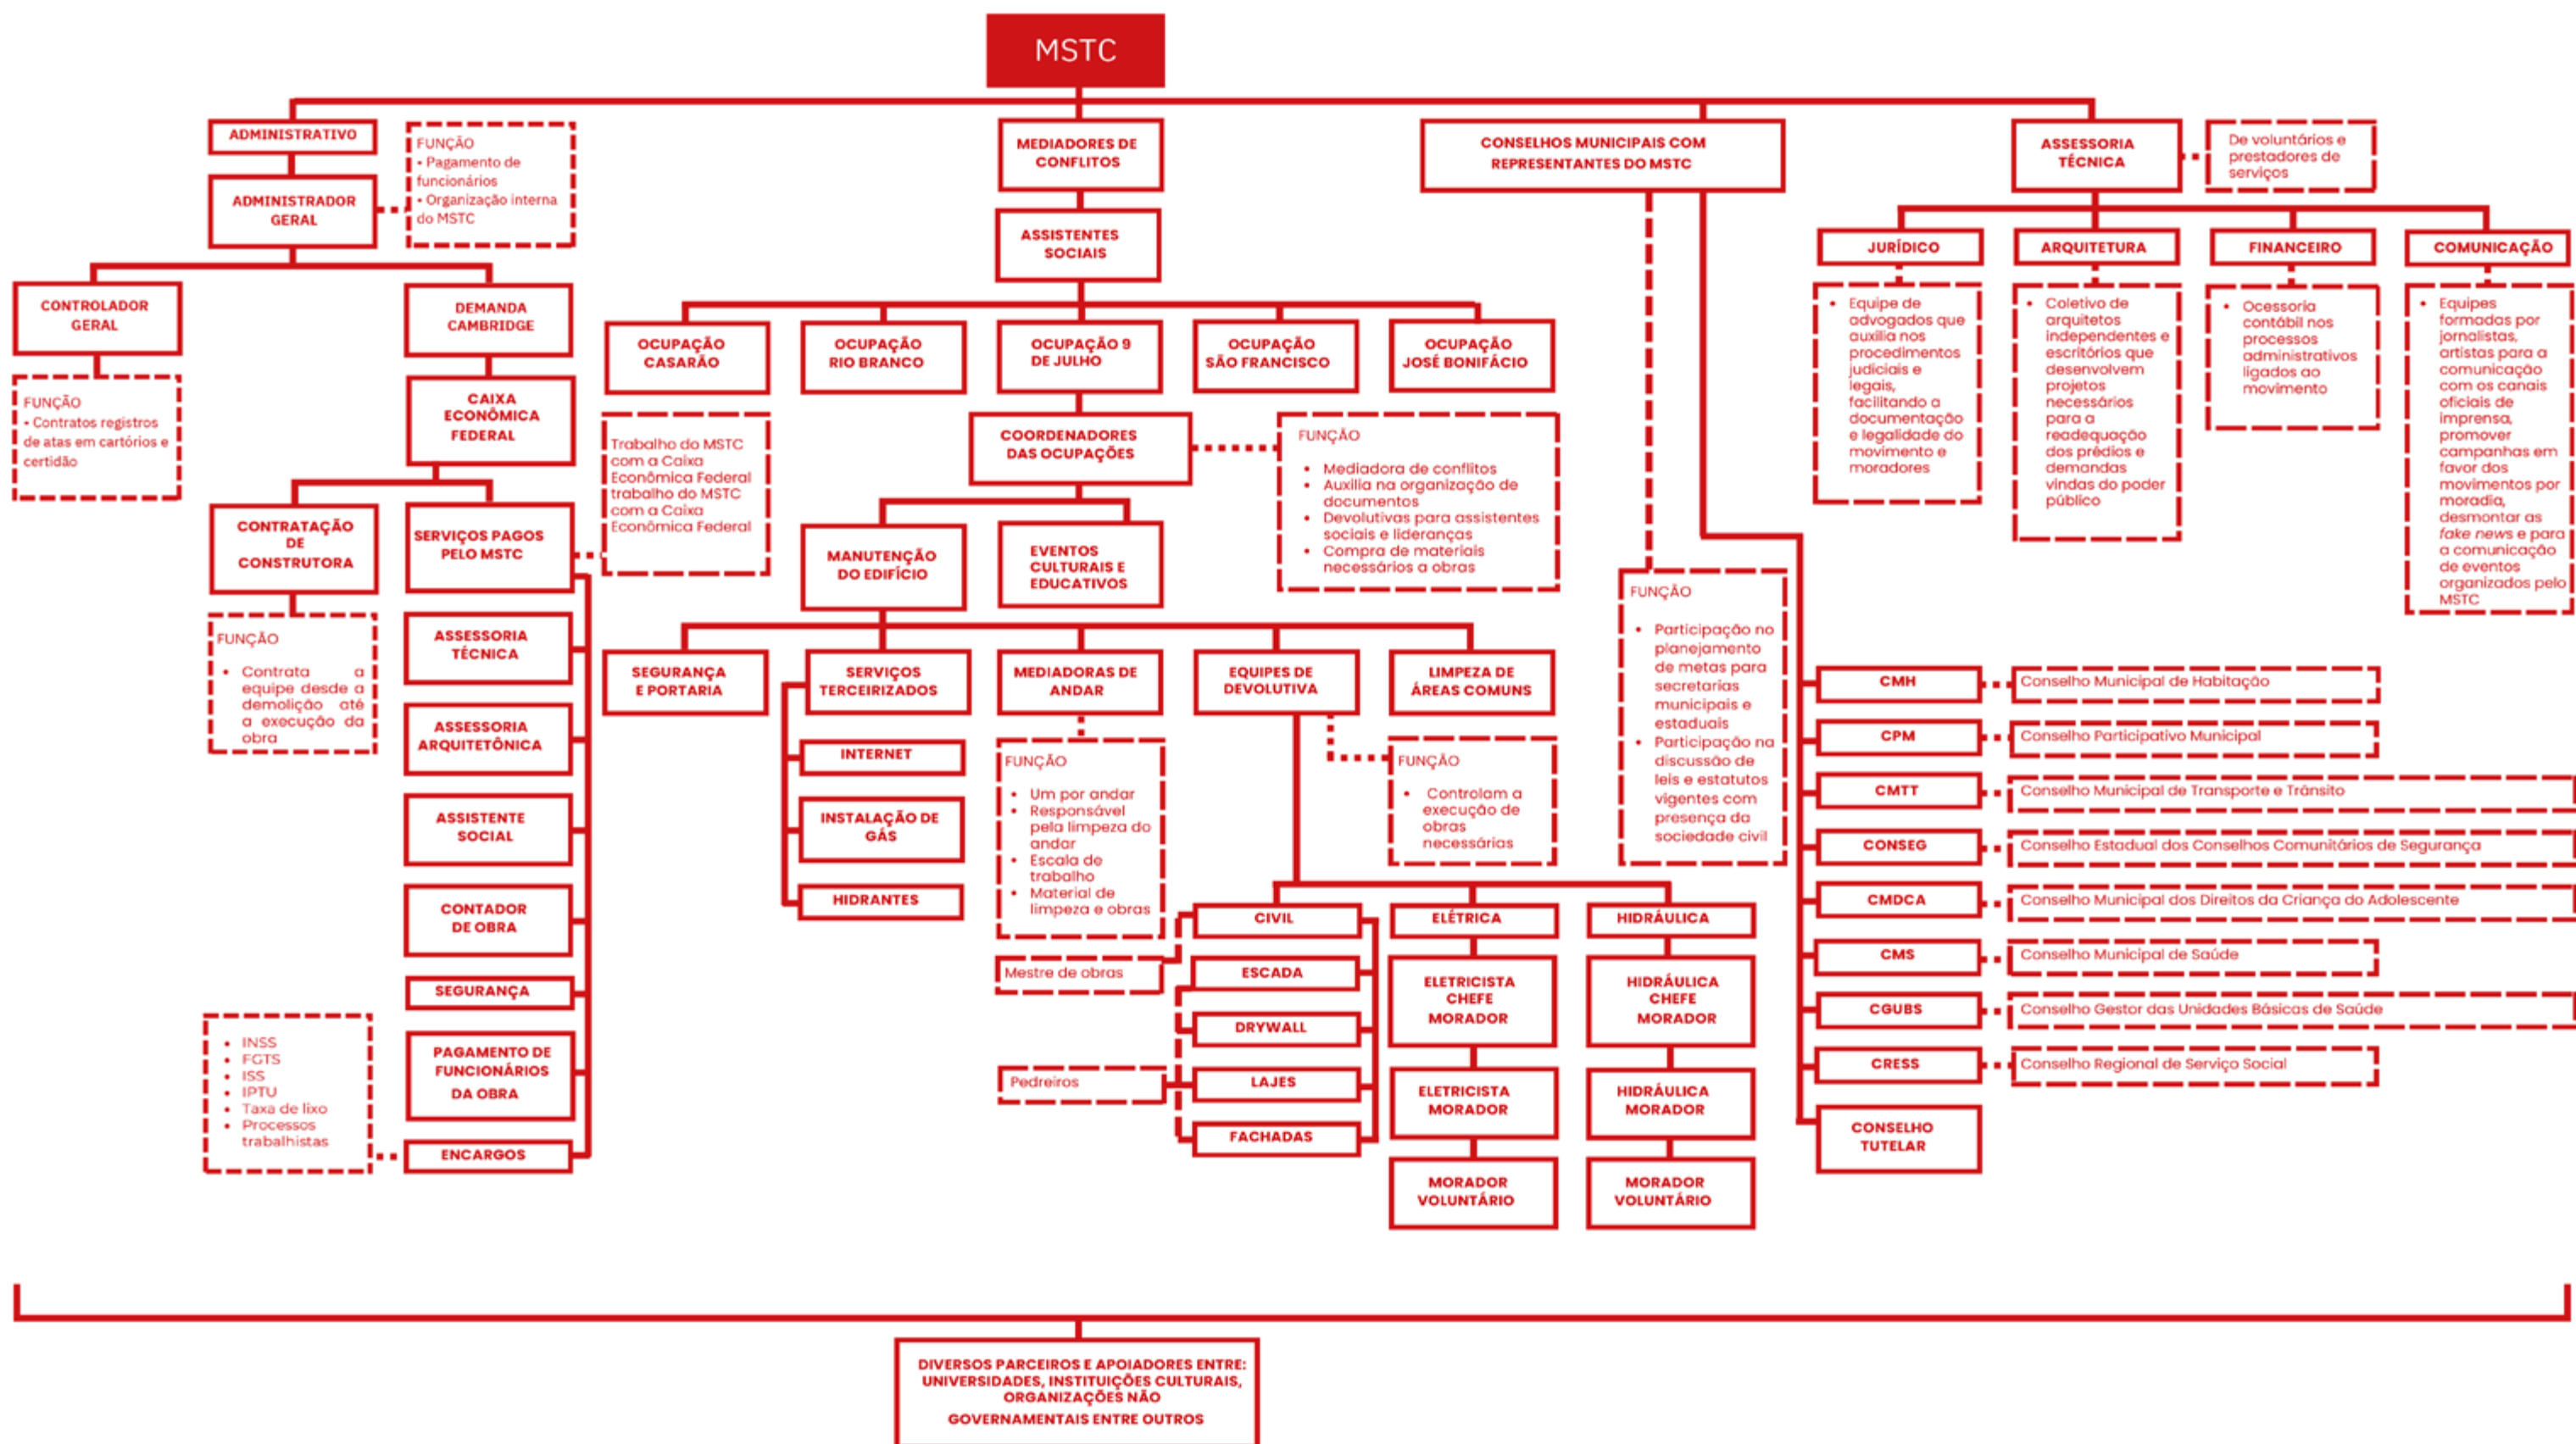 MSTC
ADMINISTRATIVO
FUNÇÃO
• Pagamento de
funcionários
• Organização interna
do MSTC
ADMINISTRADOR
GERAL
CONTROLADOR
GERAL
FUNÇÃO
• Contratos registros
de atas em cartórios e
certidão
DEMANDA
CAMBRIDGE
CAIXA
ECONÔMICA
FEDERAL
CONTRATAÇÃO
DE
CONSTRUTORA
FUNÇÃO
• Contrata a
equipe desde a
demolição até
a execução da
obra
SERVIÇOS PAGOS
PELO MSTC
Trabalho do MSTC
com a Caixa
Econômica Federal
trabalho do MSTC
com a Caixa
Econômica Federal
ASSESSORIA
TÉCNICA
ASSESSORIA
ARQUITETÔNICA
ASSISTENTE
SOCIAL
CONTADOR
DE OBRA
SEGURANÇA
PAGAMENTO DE
FUNCIONÁRIOS
DA OBRA
ENCARGOS
• INSS
• FGTS
• ISS
• IPTU
• Taxa de lixo
• Processos
trabalhistas
MEDIADORES DE
CONFLITOS
ASSISTENTES
SOCIAIS
OCUPAÇÃO
CASARÃO
OCUPAÇÃO
RIO BRANCO
OCUPAÇÃO 9
DE JULHO
OCUPAÇÃO
SÃO FRANCISCO
OCUPAÇÃO
JOSÉ BONIFÁCIO
COORDENADORES
DAS OCUPAÇÕES
FUNÇÃO
• Mediadora de conflitos
• Auxilia na organização de
documentos
• Devolutivas para assistentes
sociais e lideranças
• Compra de materiais
necessários a obras
MANUTENÇÃO
DO EDIFÍCIO
EVENTOS
CULTURAIS E
EDUCATIVOS
SEGURANÇA
E PORTARIA
SERVIÇOS
TERCEIRIZADOS
INTERNET
INSTALAÇÃO DE
GÁS
HIDRANTES
MEDIADORAS DE
ANDAR
FUNÇÃO
• Um por andar
• Responsável
pela limpeza do
andar
• Escala de
trabalho
• Material de
limpeza e obras
EQUIPES DE
DEVOLUTIVA
FUNÇÃO
• Controlam a
execução de
obras
necessárias
LIMPEZA DE
ÁREAS COMUNS
CIVIL
Mestre de obras
ESCADA
DRYWALL
Pedreiros
LAJES
FACHADAS
ELÉTRICA
ELETRICISTA
CHEFE
MORADOR
ELETRICISTA
MORADOR
MORADOR
VOLUNTÁRIO
HIDRÁULICA
HIDRÁULICA
CHEFE
MORADOR
HIDRÁULICA
MORADOR
MORADOR
VOLUNTÁRIO
CONSELHOS MUNICIPAIS COM
REPRESENTANTES DO MSTC
FUNÇÃO
• Participação no
planejamento
de metas para
secretarias
municipais e
estaduais
• Participação na
discussão de
leis e estatutos
vigentes com
presença da
sociedade civil
CMH
Conselho Municipal de Habitação
CPM
Conselho Participativo Municipal
CMTT
Conselho Municipal de Transporte e Trânsito
CONSEG
Conselho Estadual dos Conselhos Comunitários de Segurança
CMDCA
Conselho Municipal dos Direitos da Criança do Adolescente
CMS
Conselho Municipal de Saúde
CGUBS
Conselho Gestor das Unidades Básicas de Saúde
CRESS
Conselho Regional de Serviço Social
CONSELHO
TUTELAR
ASSESSORIA
TÉCNICA
De voluntários e
prestadores de
serviços
JURÍDICO
• Equipe de
advogados que
auxilia nos
procedimentos
judiciais e
legais,
facilitando a
documentação
e legalidade do
movimento e
moradores
ARQUITETURA
• Coletivo de
arquitetos
independentes e
escritórios que
desenvolvem
projetos
necessários
para a
readequação
dos prédios e
demandas
vindas do poder
público
FINANCEIRO
• Ocessoria
contábil nos
processos
administrativos
ligados ao
movimento
COMUNICAÇÃO
• Equipes
formadas por
jornalistas,
artistas para a
comunicação
com os canais
oficiais de
imprensa,
promover
campanhas em
favor dos
movimentos por
moradia,
desmontar as
fake news e para
a comunicação
de eventos
organizados pelo
MSTC
DIVERSOS PARCEIROS E APOIADORES ENTRE:
UNIVERSIDADES, INSTITUIÇÕES CULTURAIS,
ORGANIZAÇÕES NÃO
GOVERNAMENTAIS ENTRE OUTROS